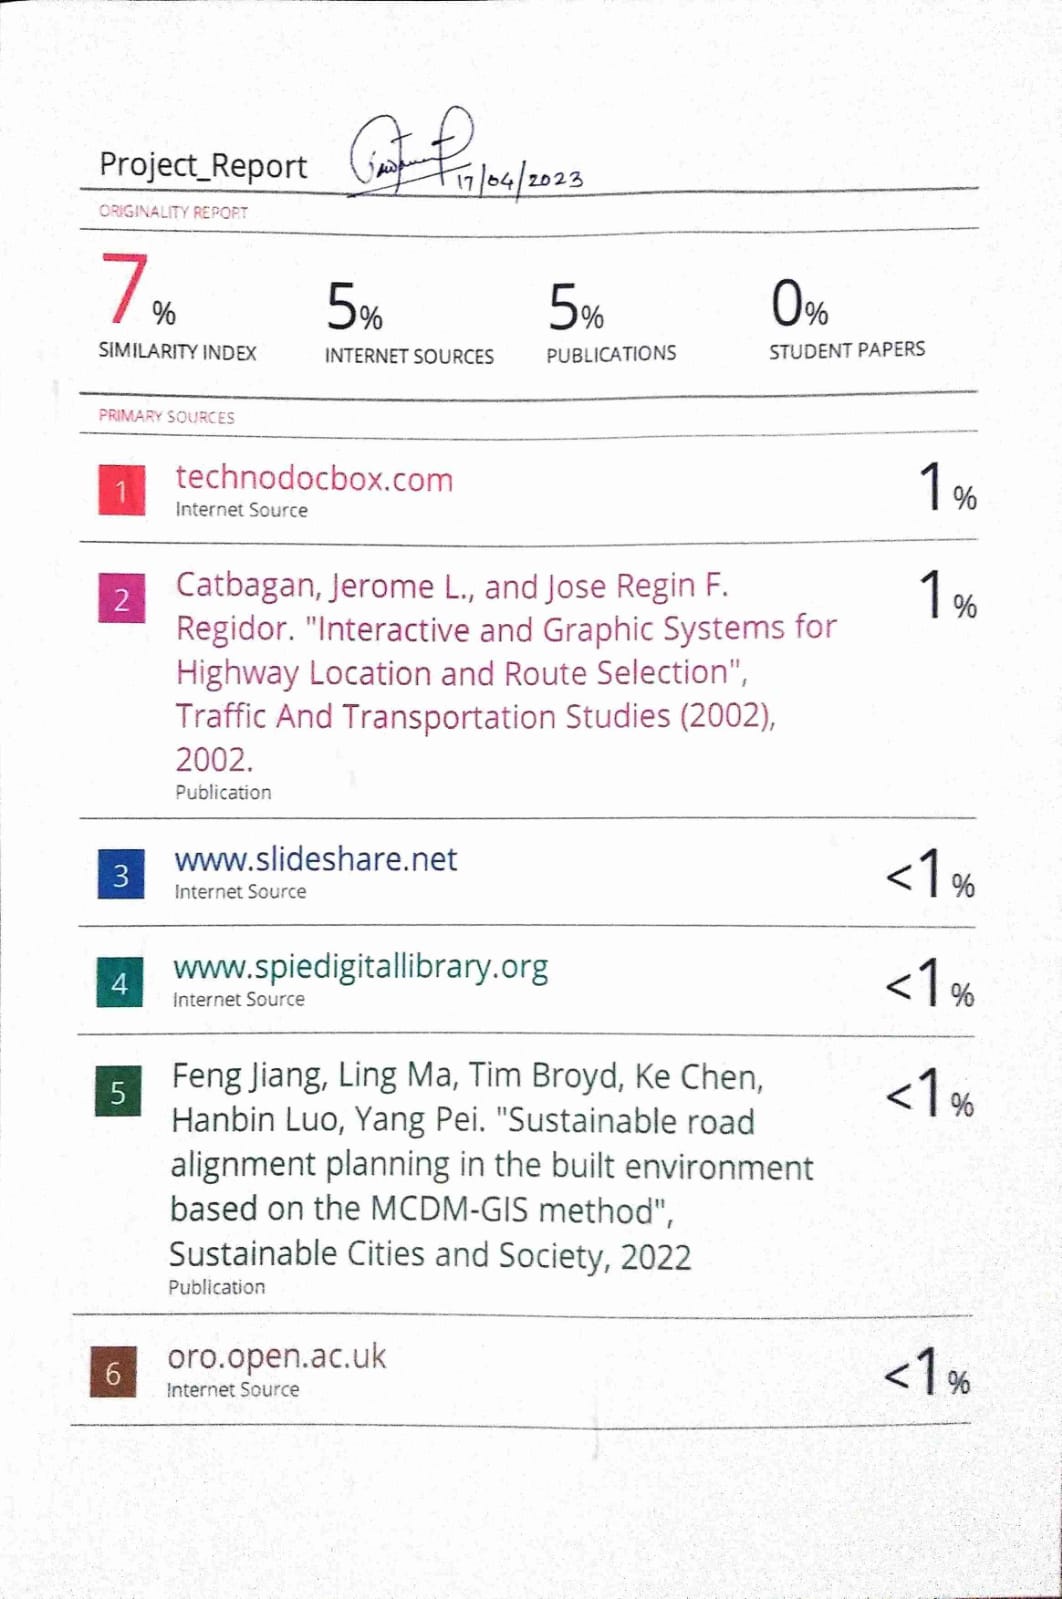 Project_Report
17/04/2023
ORIGINALITY REPORT
7% 5% 5% 0%
SIMILARITY INDEX INTERNET SOURCES PUBLICATIONS STUDENT PAPERS
PRIMARY SOURCES
1 technodocbox.com 1%
Internet Source
2 Catbagan, Jerome L., and Jose Regin F. 1%
Regidor. "Interactive and Graphic Systems for
Highway Location and Route Selection",
Traffic And Transportation Studies (2002),
2002.
Publication
3 www.slideshare.net <1%
Internet Source
4 www.spiedigitallibrary.org <1%
Internet Source
5 Feng Jiang, Ling Ma, Tim Broyd, Ke Chen, <1%
Hanbin Luo, Yang Pei. "Sustainable road
alignment planning in the built environment
based on the MCDM-GIS method",
Sustainable Cities and Society, 2022
Publication
6 oro.open.ac.uk <1%
Internet Source